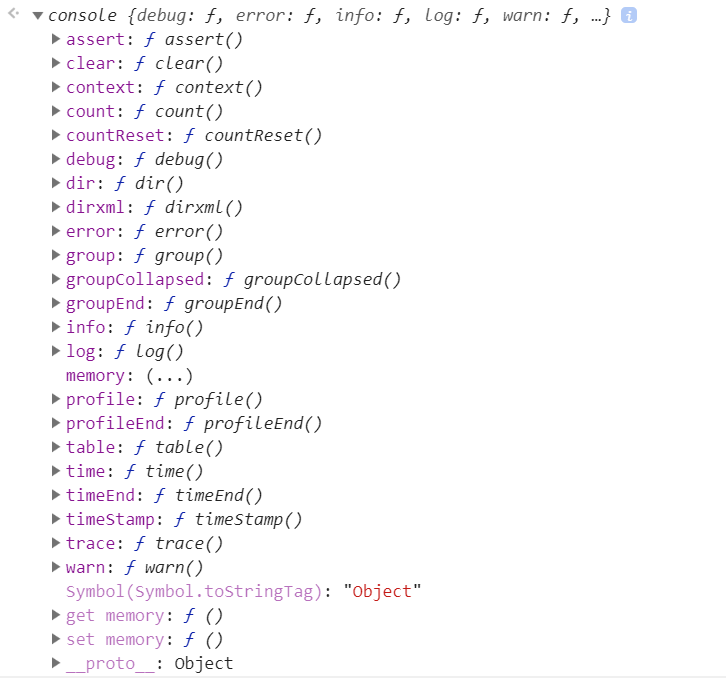 console {debug: ƒ, error: ƒ, info: ƒ, log: ƒ, warn: ƒ, …} i
assert: ƒ assert()
clear: ƒ clear()
context: ƒ context()
count: ƒ count()
countReset: ƒ countReset()
debug: ƒ debug()
dir: ƒ dir()
dirxml: ƒ dirxml()
error: ƒ error()
group: ƒ group()
groupCollapsed: ƒ groupCollapsed()
groupEnd: ƒ groupEnd()
info: ƒ info()
log: ƒ log()
memory: (...)
profile: ƒ profile()
profileEnd: ƒ profileEnd()
table: ƒ table()
time: ƒ time()
timeEnd: ƒ timeEnd()
timeStamp: ƒ timeStamp()
trace: ƒ trace()
warn: ƒ warn()
Symbol(Symbol.toStringTag): "Object"
get memory: ƒ ()
set memory: ƒ ()
__proto__: Object